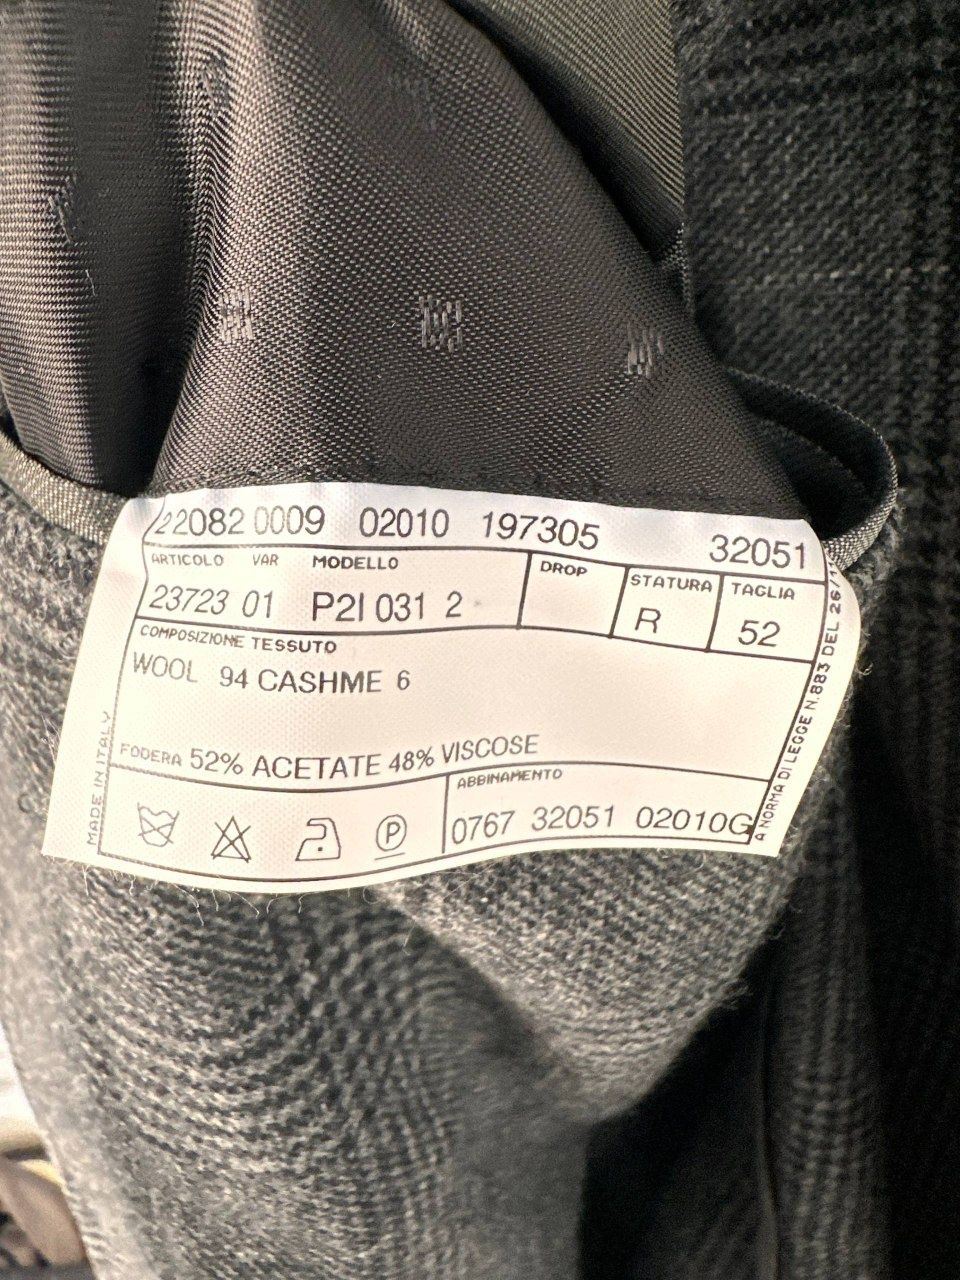 22082 0009 02010 197305 32051
ARTICOLO VAR MODELLO DROP STATURA TAGLIA
23723 01 P2I 031 2 R 52
COMPOSIZIONE TESSUTO
WOOL 94 CASHME 6
FODERA 52% ACETATE 48% VISCOSE
ABBINAMENTO
P 0767 32051 02010G
MADE IN ITALY
A NORMA DI LEGGE N.883 DEL 26/11